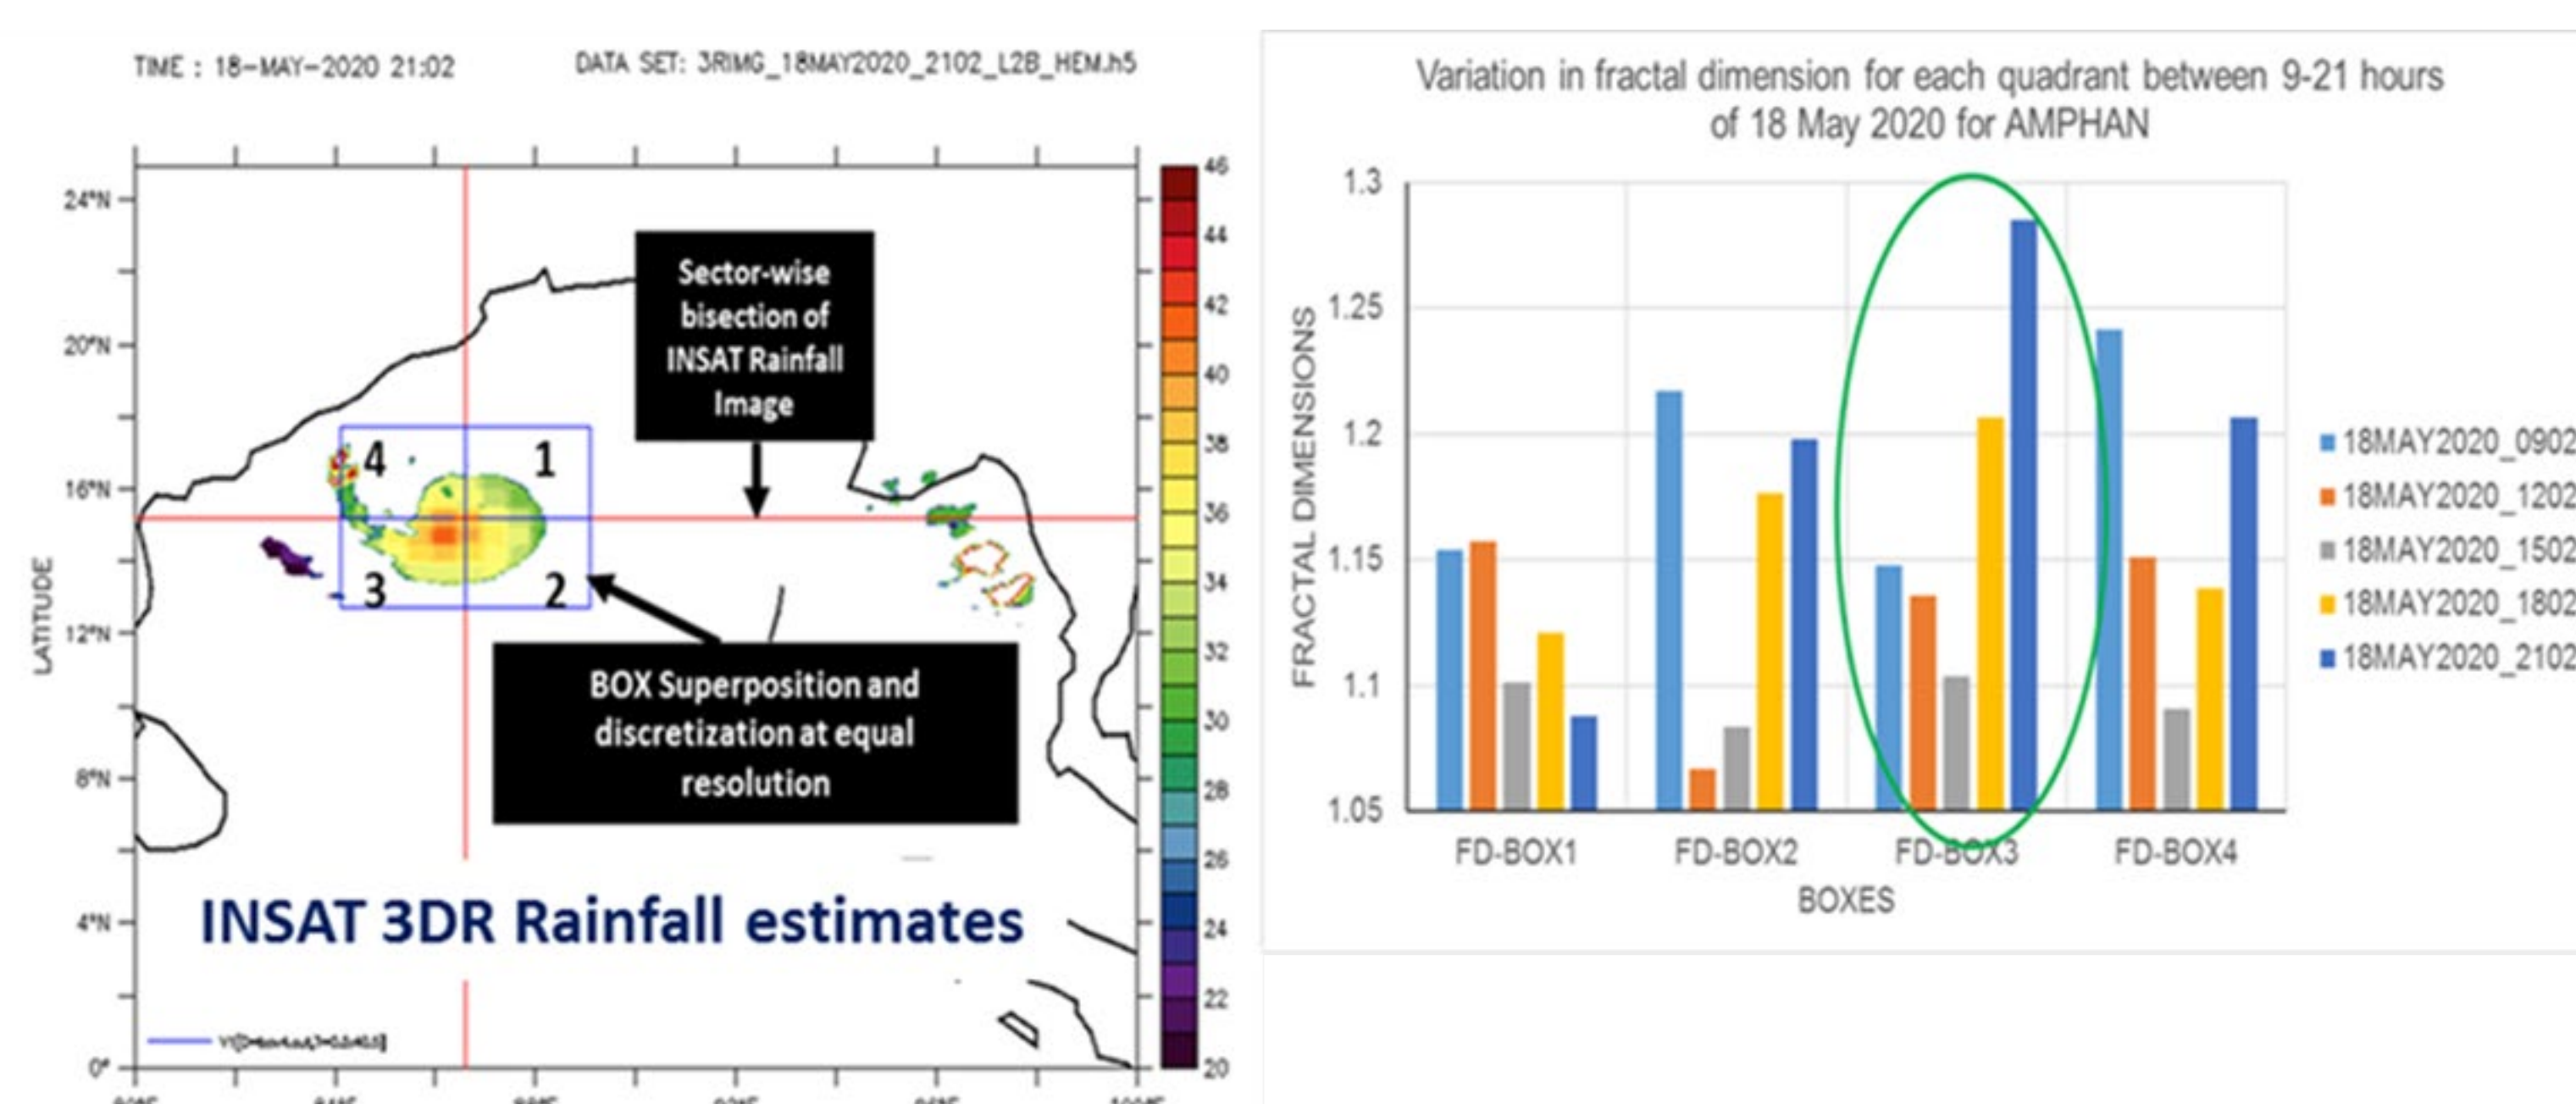 TIME : 18-MAY-2020 21:02
DATA SET: 3RIMG_18MAY2020_2102_L2B_HEM.h5
24°N
20°N
16°N
12°N
8°N
4°N
0°
LATITUDE
Sector-wise
bisection of
INSAT Rainfall
Image
4
1
3
2
BOX Superposition and
discretization at equal
resolution
INSAT 3DR Rainfall estimates
46
44
42
40
38
36
34
32
30
28
26
24
22
20
Variation in fractal dimension for each quadrant between 9-21 hours
of 18 May 2020 for AMPHAN
FRACTAL DIMENSIONS
1.3
1.25
1.2
1.15
1.1
1.05
FD-BOX1
FD-BOX2
FD-BOX3
FD-BOX4
BOXES
18MAY2020_0902
18MAY2020_1202
18MAY2020_1502
18MAY2020_1802
18MAY2020_2102